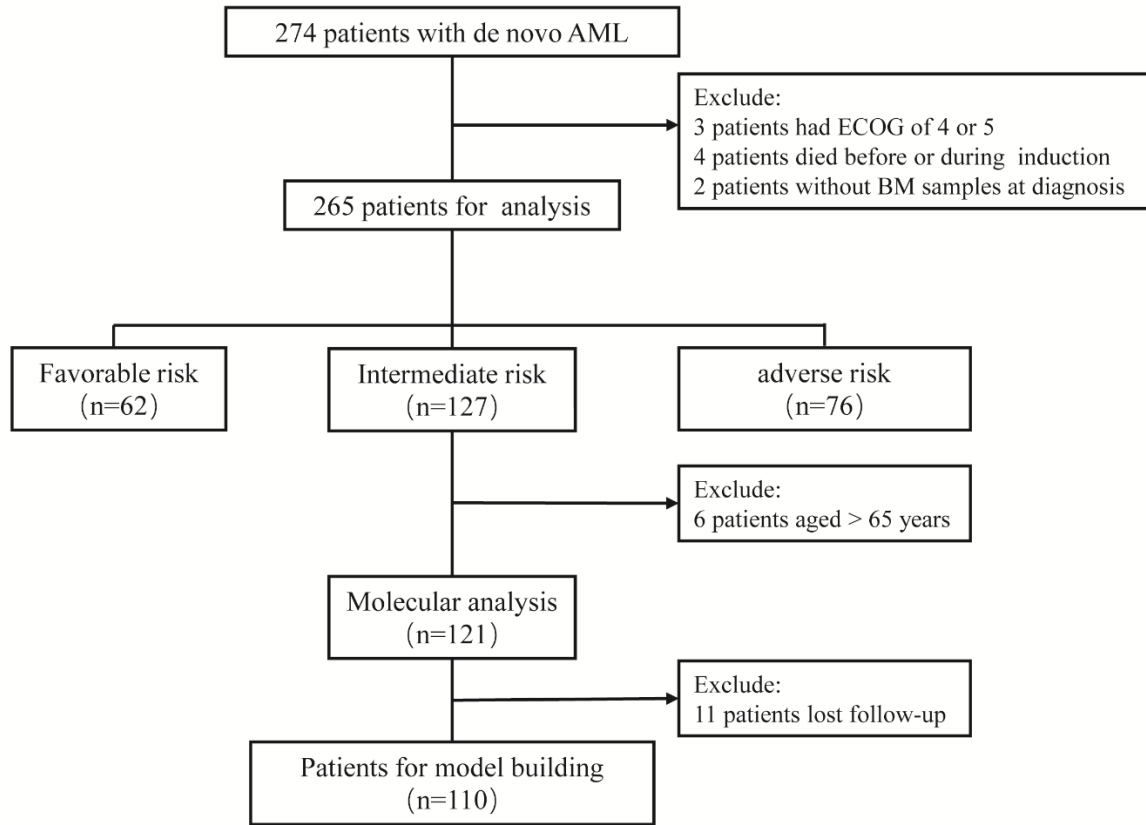 274 patients with de novo AML
Exclude:
3 patients had ECOG of 4 or 5
4 patients died before or during induction
2 patients without BM samples at diagnosis
265 patients for analysis
Favorable risk
（n=62）
Intermediate risk
（n=127）
adverse risk
（n=76）
Exclude:
6 patients aged > 65 years
Molecular analysis
（n=121）
Exclude:
11 patients lost follow-up
Patients for model building
（n=110）